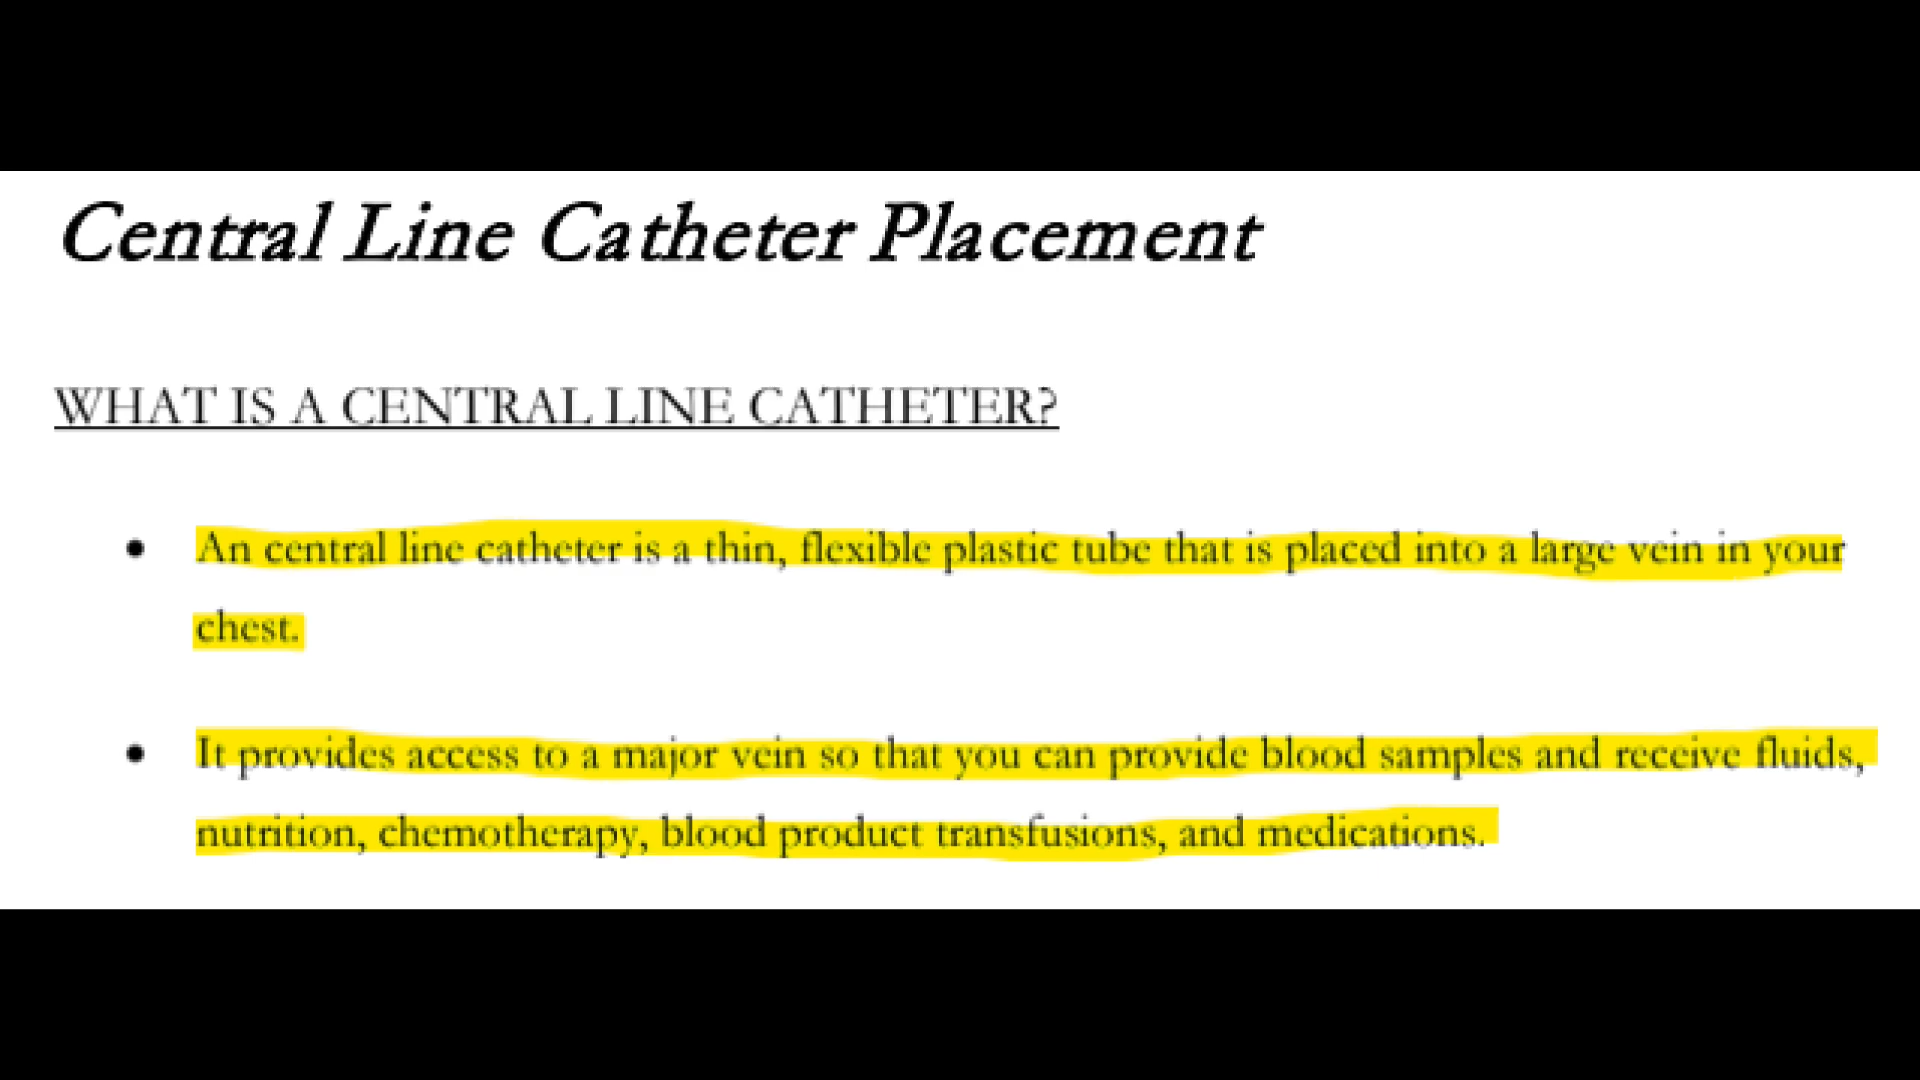 Central Line Catheter Placement
WHAT IS A CENTRAL LINE CATHETER?
• An central line catheter is a thin, flexible plastic tube that is placed into a large vein in your
chest.
• It provides access to a major vein so that you can provide blood samples and receive fluids,
nutrition, chemotherapy, blood product transfusions, and medications.